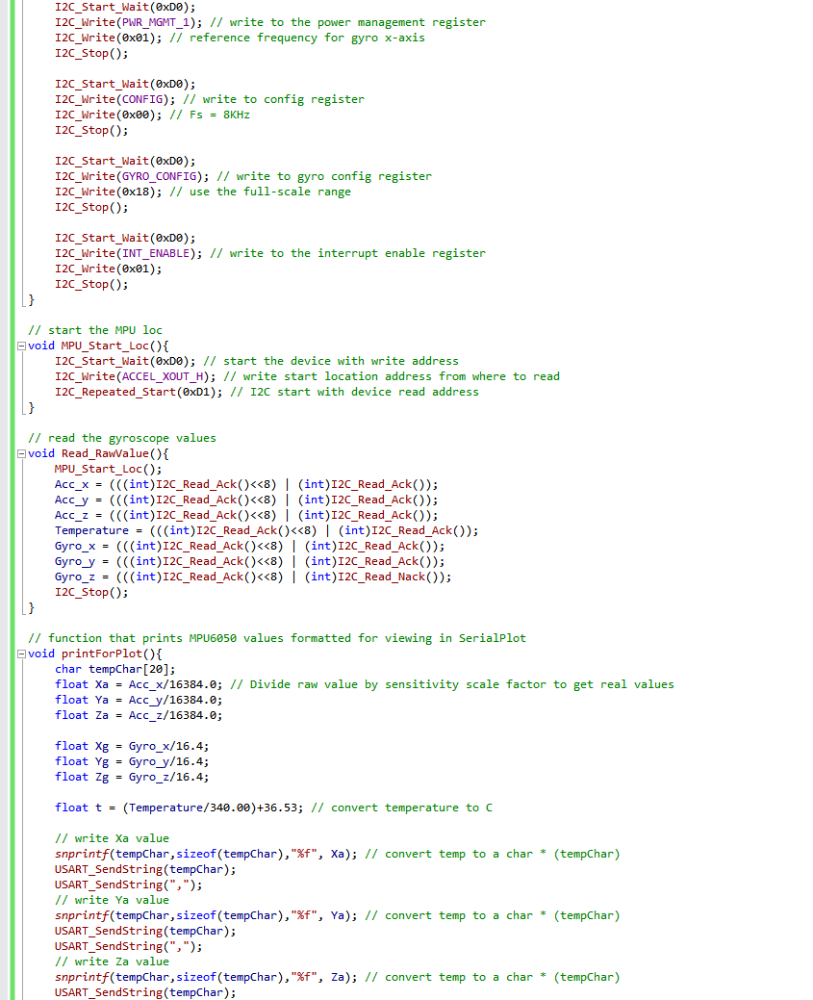 I2C_Start_Wait(0xD0);
I2C_Write(PWR_MGMT_1); // write to the power management register
I2C_Write(0x01); // reference frequency for gyro x-axis
I2C_Stop();
I2C_Start_Wait(0xD0);
I2C_Write(CONFIG); // write to config register
I2C_Write(0x00); // Fs = 8KHz
I2C_Stop();
I2C_Start_Wait(0xD0);
I2C_Write(GYRO_CONFIG); // write to gyro config register
I2C_Write(0x18); // use the full-scale range
I2C_Stop();
I2C_Start_Wait(0xD0);
I2C_Write(INT_ENABLE); // write to the interrupt enable register
I2C_Write(0x01);
I2C_Stop();
}
// start the MPU loc
void MPU_Start_Loc(){
I2C_Start_Wait(0xD0); // start the device with write address
I2C_Write(ACCEL_XOUT_H); // write start location address from where to read
I2C_Repeated_Start(0xD1); // I2C start with device read address
}
// read the gyroscope values
void Read_RawValue(){
MPU_Start_Loc();
Acc_x = (((int)I2C_Read_Ack()<<8) | (int)I2C_Read_Ack());
Acc_y = (((int)I2C_Read_Ack()<<8) | (int)I2C_Read_Ack());
Acc_z = (((int)I2C_Read_Ack()<<8) | (int)I2C_Read_Ack());
Temperature = (((int)I2C_Read_Ack()<<8) | (int)I2C_Read_Ack());
Gyro_x = (((int)I2C_Read_Ack()<<8) | (int)I2C_Read_Ack());
Gyro_y = (((int)I2C_Read_Ack()<<8) | (int)I2C_Read_Ack());
Gyro_z = (((int)I2C_Read_Ack()<<8) | (int)I2C_Read_Nack());
I2C_Stop();
}
// function that prints MPU6050 values formatted for viewing in SerialPlot
void printForPlot(){
char tempChar[20];
float Xa = Acc_x/16384.0; // Divide raw value by sensitivity scale factor to get real values
float Ya = Acc_y/16384.0;
float Za = Acc_z/16384.0;
float Xg = Gyro_x/16.4;
float Yg = Gyro_y/16.4;
float Zg = Gyro_z/16.4;
float t = (Temperature/340.00)+36.53; // convert temperature to C
// write Xa value
snprintf(tempChar,sizeof(tempChar),"%f", Xa); // convert temp to a char * (tempChar)
USART_SendString(tempChar);
USART_SendString(",");
// write Ya value
snprintf(tempChar,sizeof(tempChar),"%f", Ya); // convert temp to a char * (tempChar)
USART_SendString(tempChar);
USART_SendString(",");
// write Za value
snprintf(tempChar,sizeof(tempChar),"%f", Za); // convert temp to a char * (tempChar)
USART_SendString(tempChar);